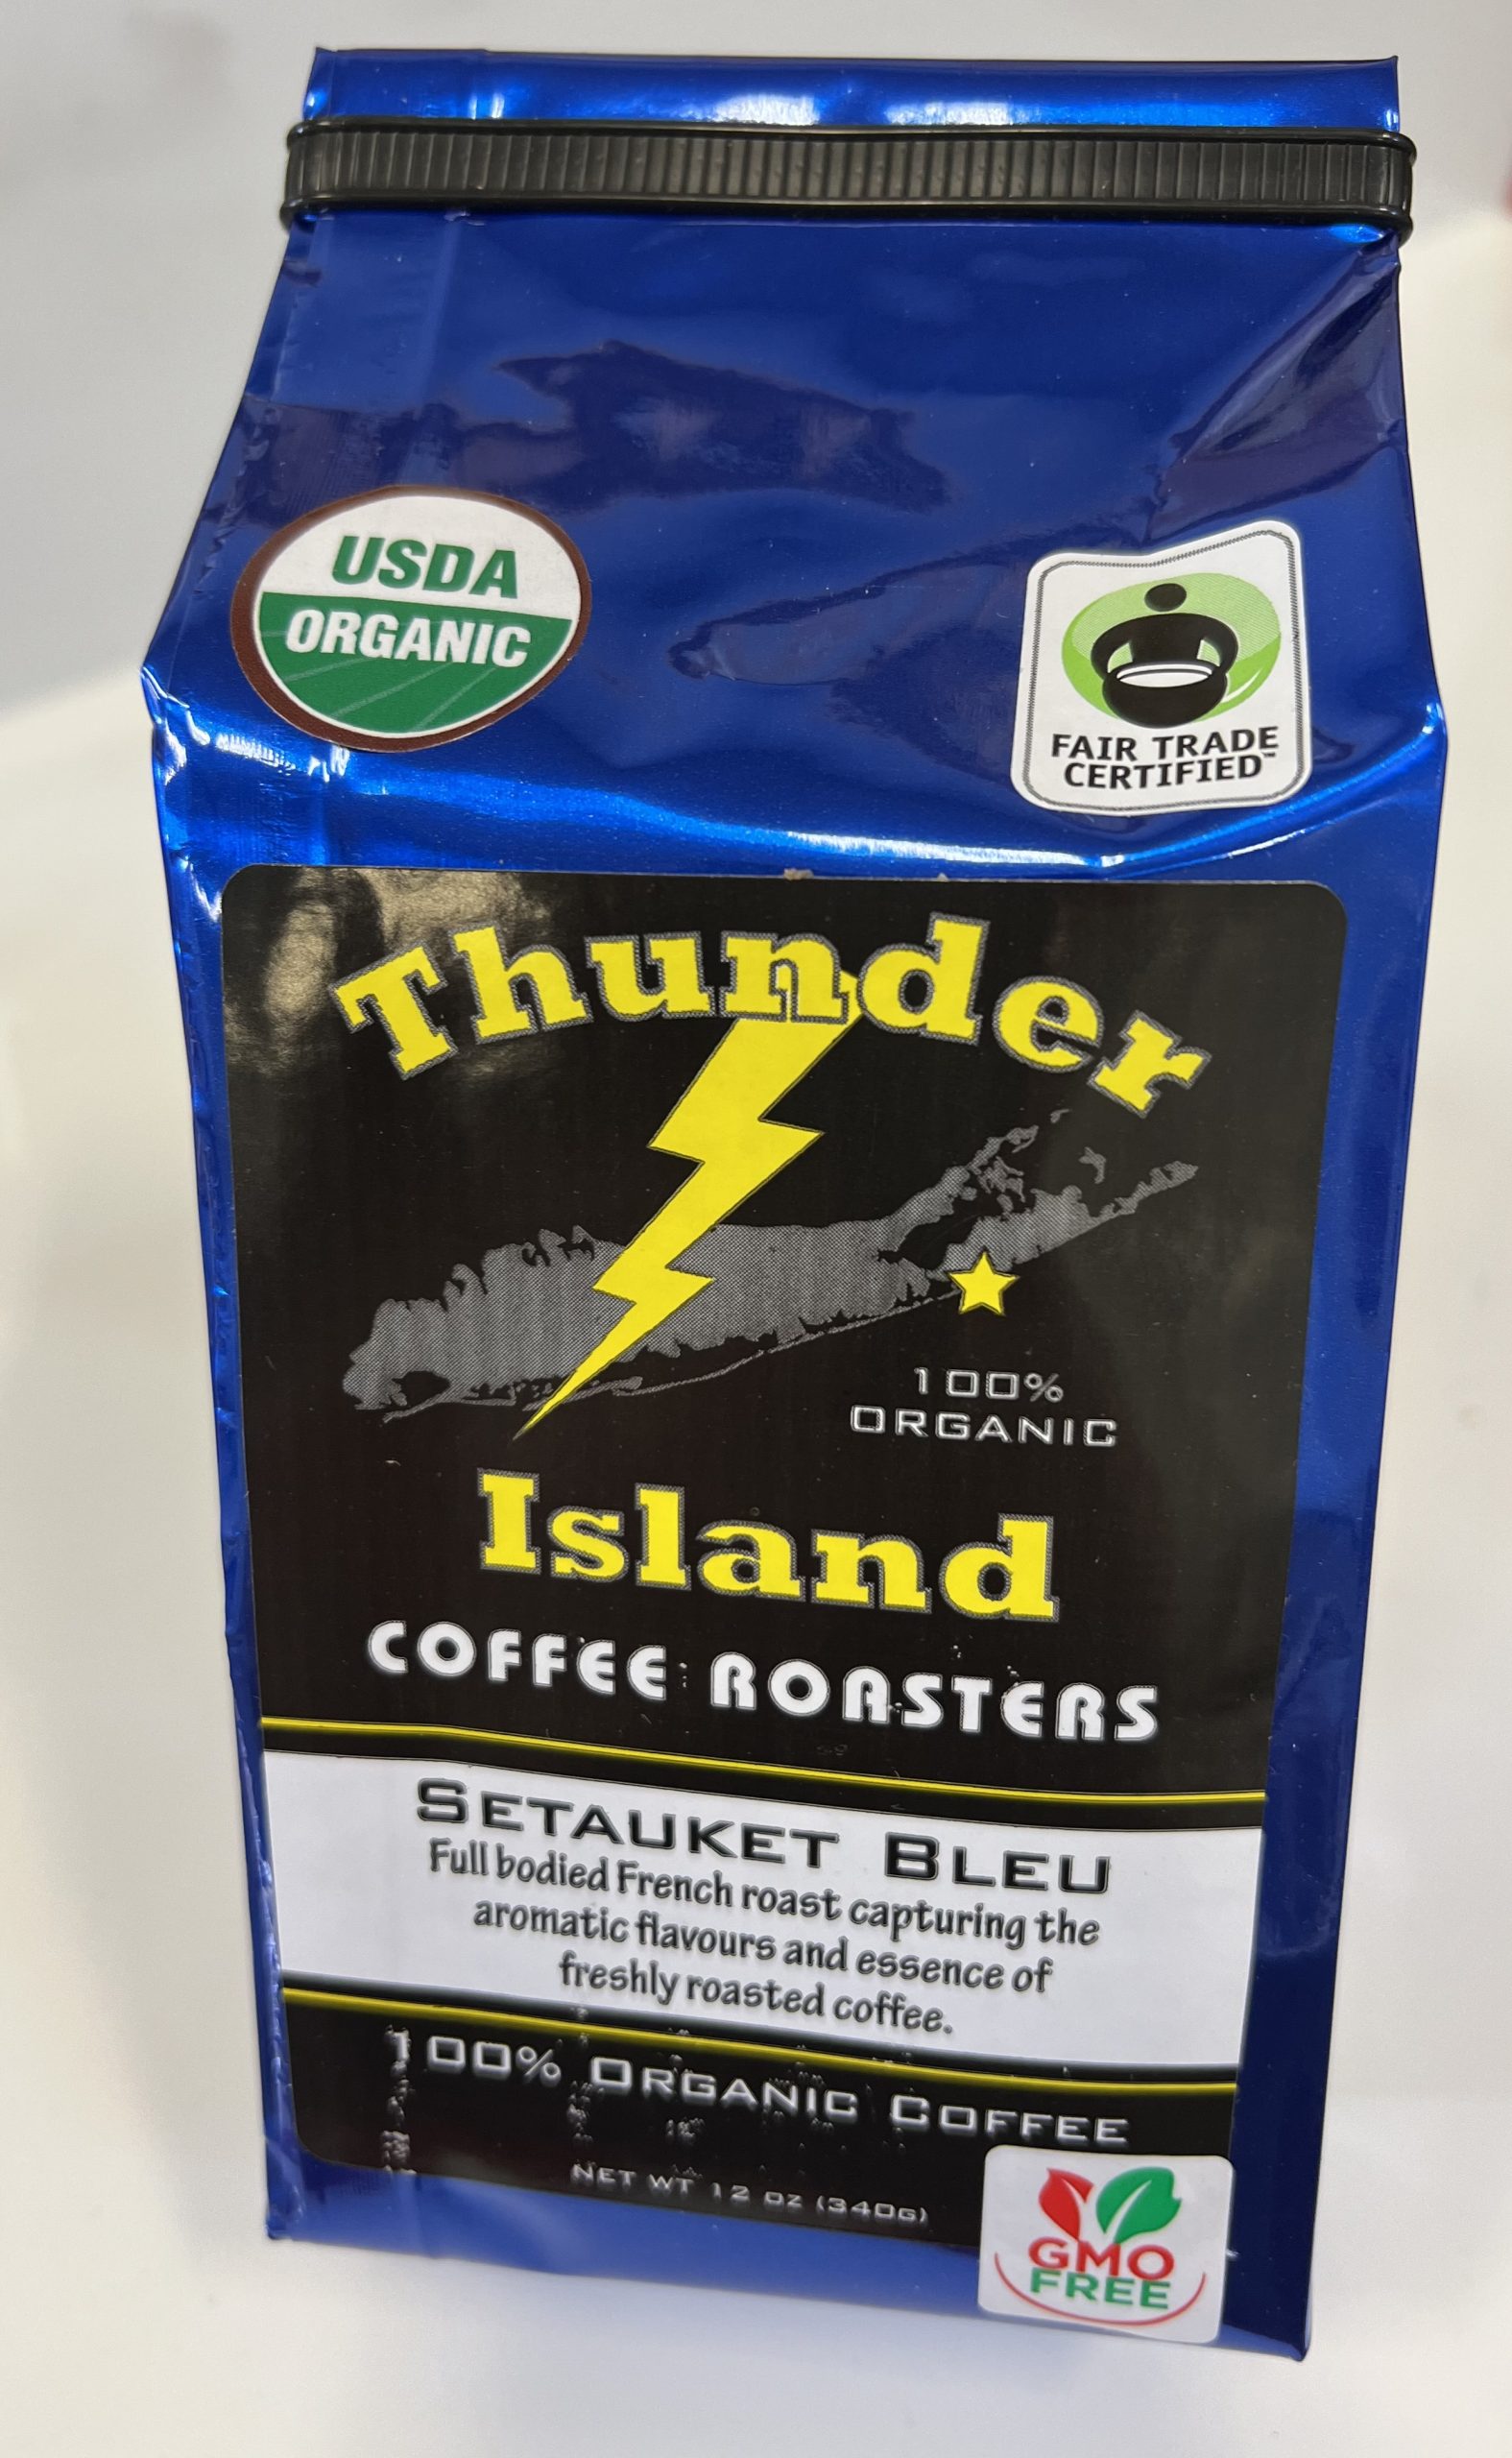 USDA
ORGANIC
FAIR TRADE
CERTIFIED™
Thunder
100%
ORGANIC
Island
COFFEE ROASTERS
SETAUKET BLEU
Full bodied French roast capturing the
aromatic flavours and essence of
freshly roasted coffee.
100% ORGANIC COFFEE
NET WT 12 OZ (340G)
GMO
FREE